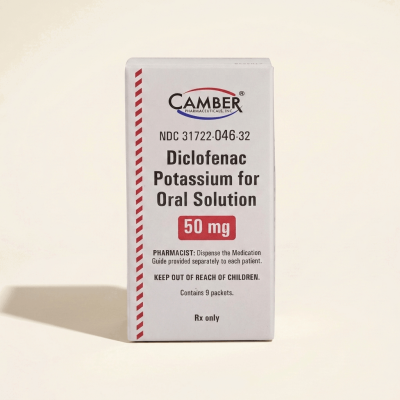 CAMBER®
PHARMACEUTICALS, INC.
NDC 31722-046-32
Diclofenac
Potassium for
Oral Solution
50 mg
PHARMACIST: Dispense the Medication
Guide provided separately to each patient.
KEEP OUT OF REACH OF CHILDREN.
Contains 9 packets.
Rx only